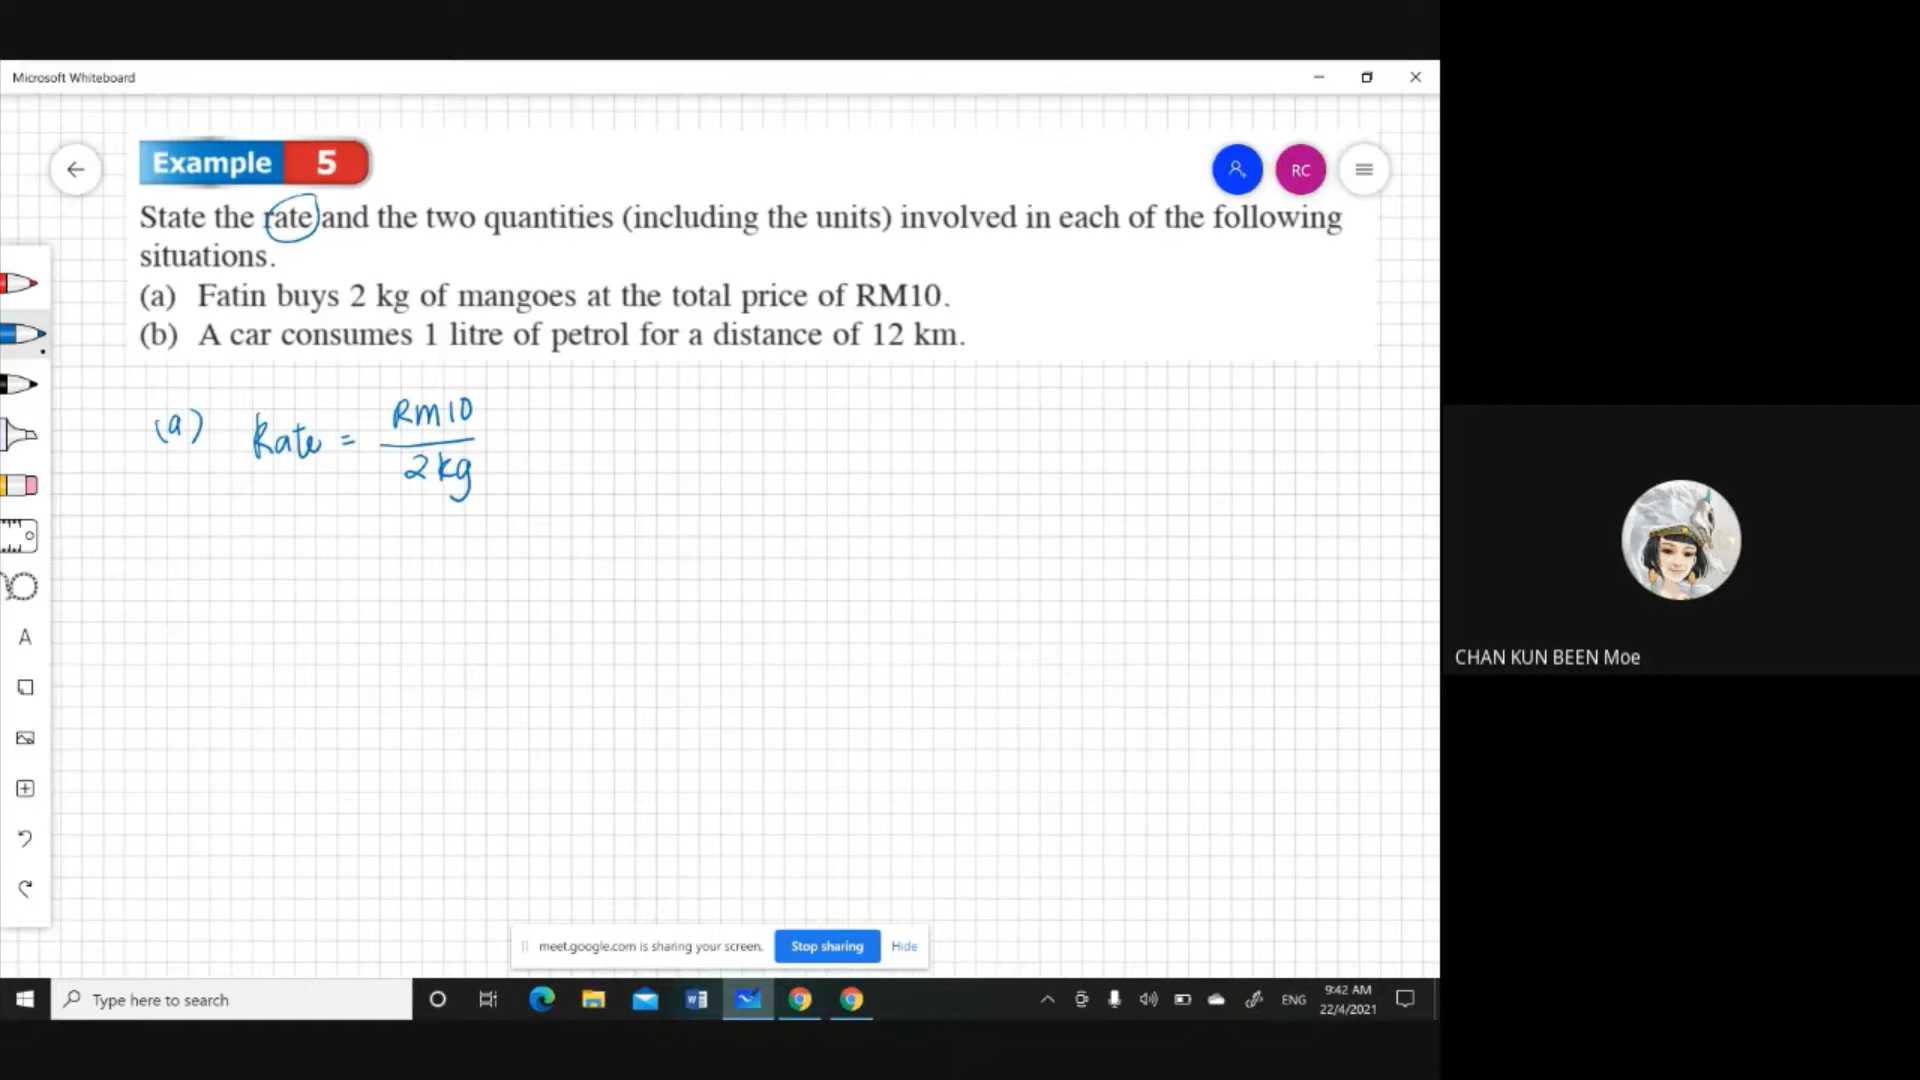 Microsoft Whiteboard
Example 5
RC
State the rate and the two quantities (including the units) involved in each of the following
situations.
(a) Fatin buys 2 kg of mangoes at the total price of RM10.
(b) A car consumes 1 litre of petrol for a distance of 12 km.
(a) Rate = RM10
2 kg
A
CHAN KUN BEEN Moe
meet.google.com is sharing your screen. Stop sharing Hide
Type here to search
ENG
9:42 AM
22/4/2021